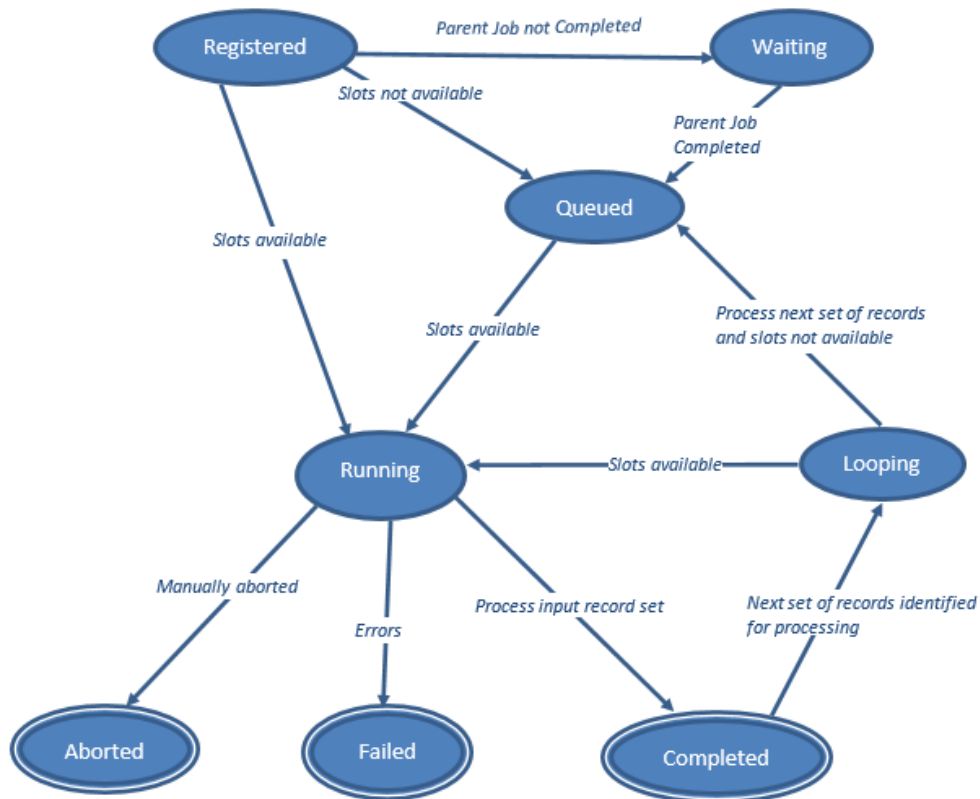 Registered
Parent Job not Completed
Waiting
Slots not available
Parent Job
Completed
Queued
Slots available
Slots available
Process next set of records
and slots not available
Running
Slots available
Looping
Manually aborted
Errors
Process input record set
Next set of records identified
for processing
Aborted
Failed
Completed